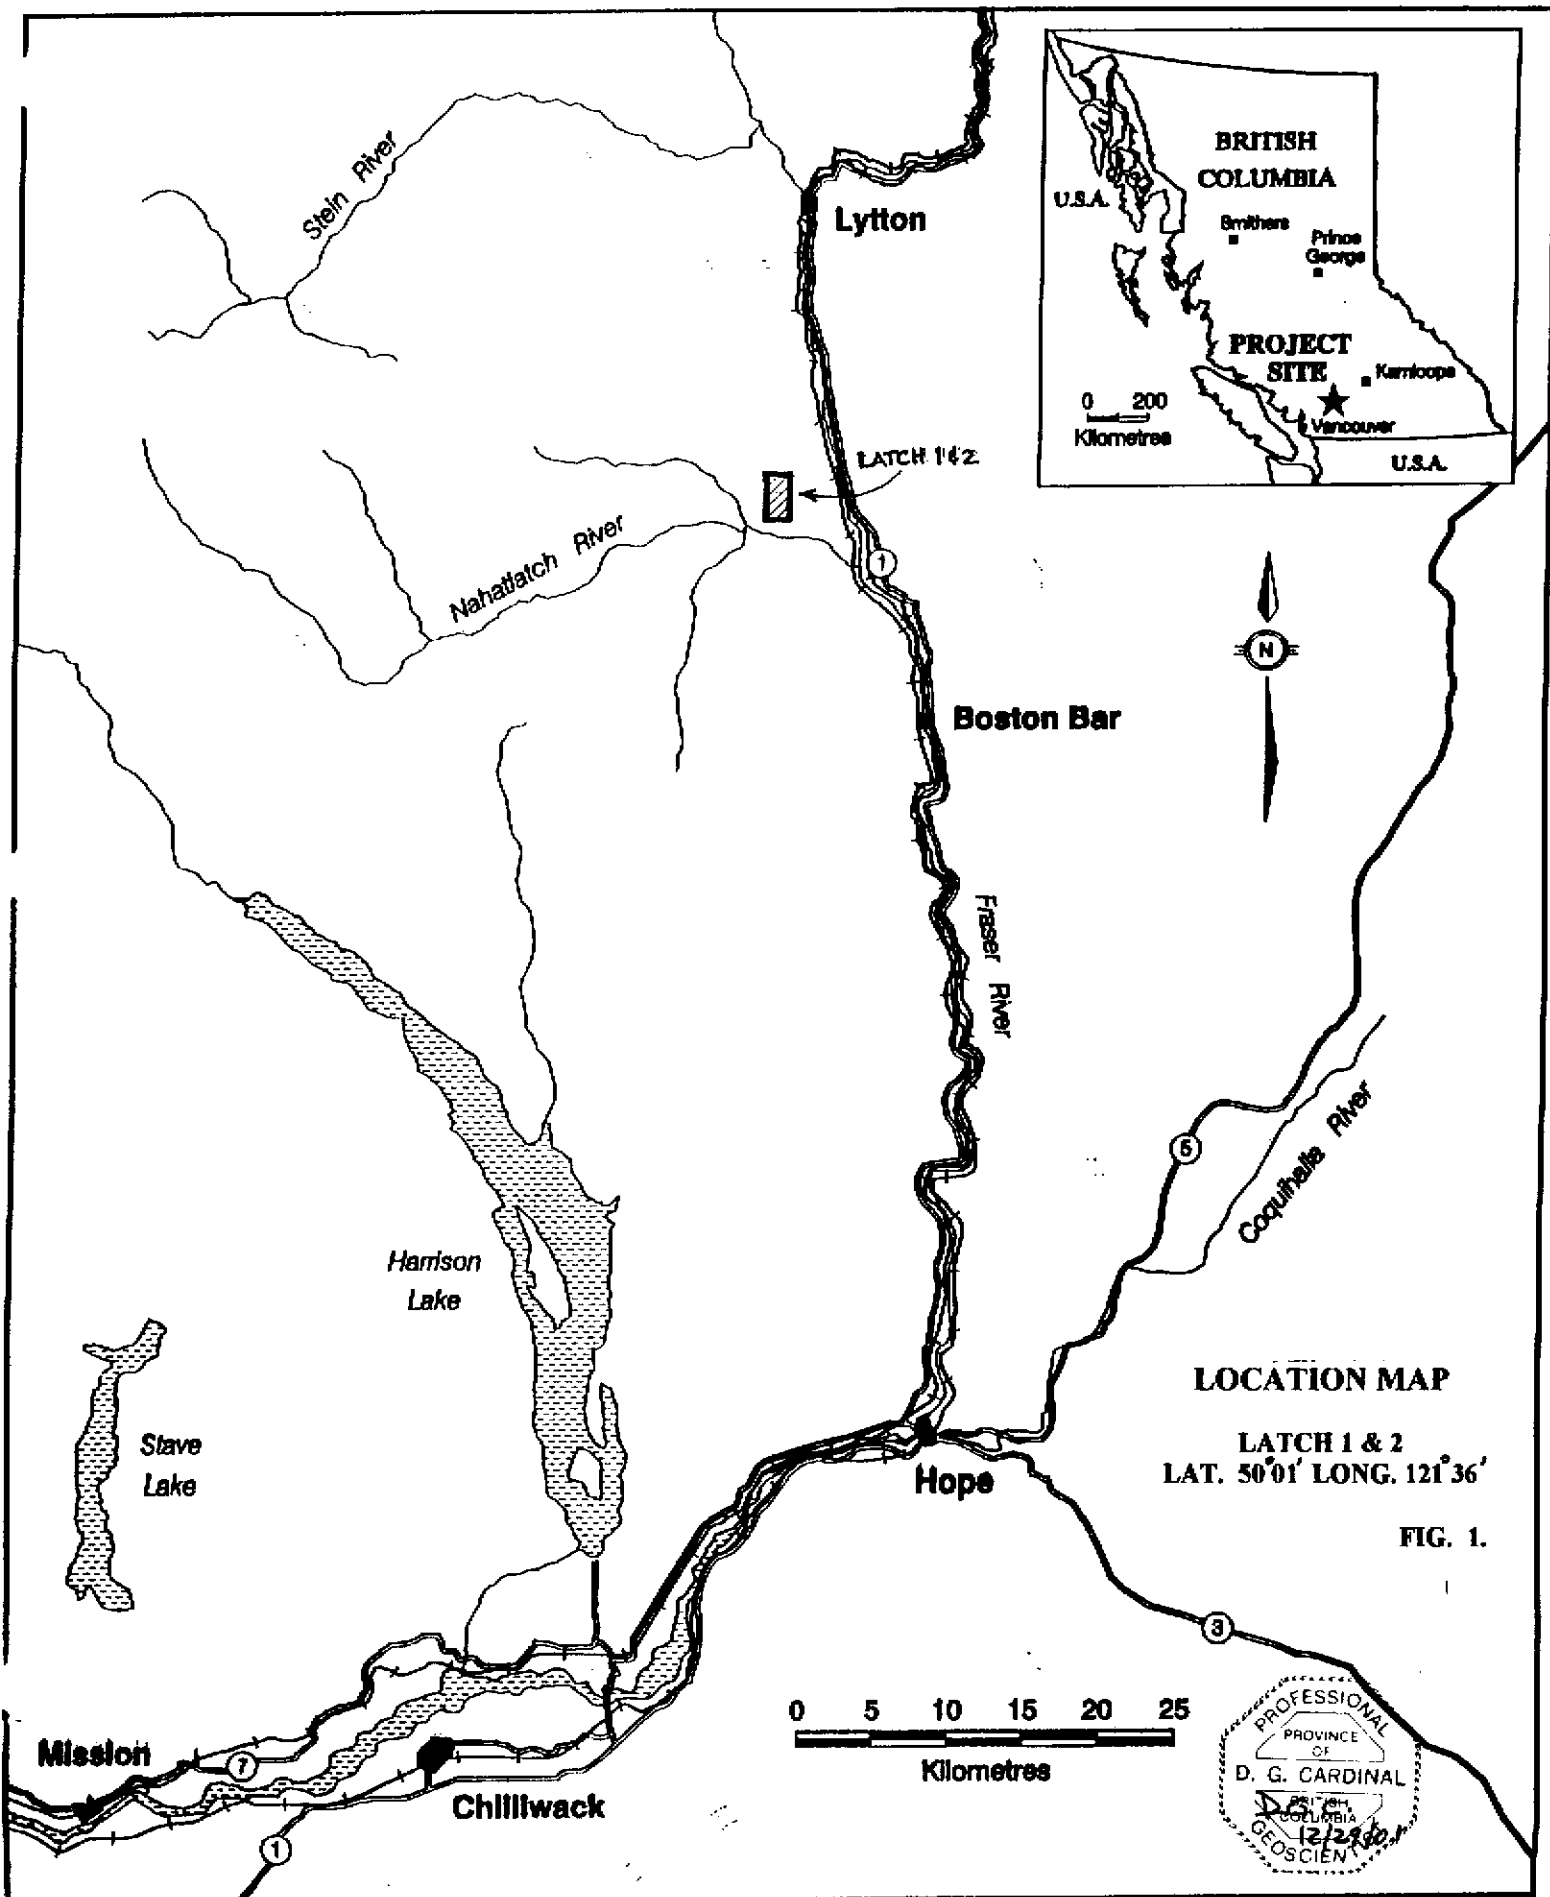 BRITISH
COLUMBIA
U.S.A.
Smithers
Prince
George
PROJECT
SITE
Kamloops
0 200
Kilometres
Vancouver
U.S.A.
Stein River
Lytton
LATCH 1&2
1
Nahatlatch River
N
Boston Bar
Fraser River
5
Coquihalla River
Harrison
Lake
LOCATION MAP
LATCH 1 & 2
LAT. 50°01' LONG. 121°36'
FIG. 1.
Stave
Lake
Hope
3
0 5 10 15 20 25
Kilometres
Mission
7
Chilliwack
1
PROFESSIONAL
PROVINCE
OF
D. G. CARDINAL
BRITISH
COLUMBIA
GEOSCIENTIST